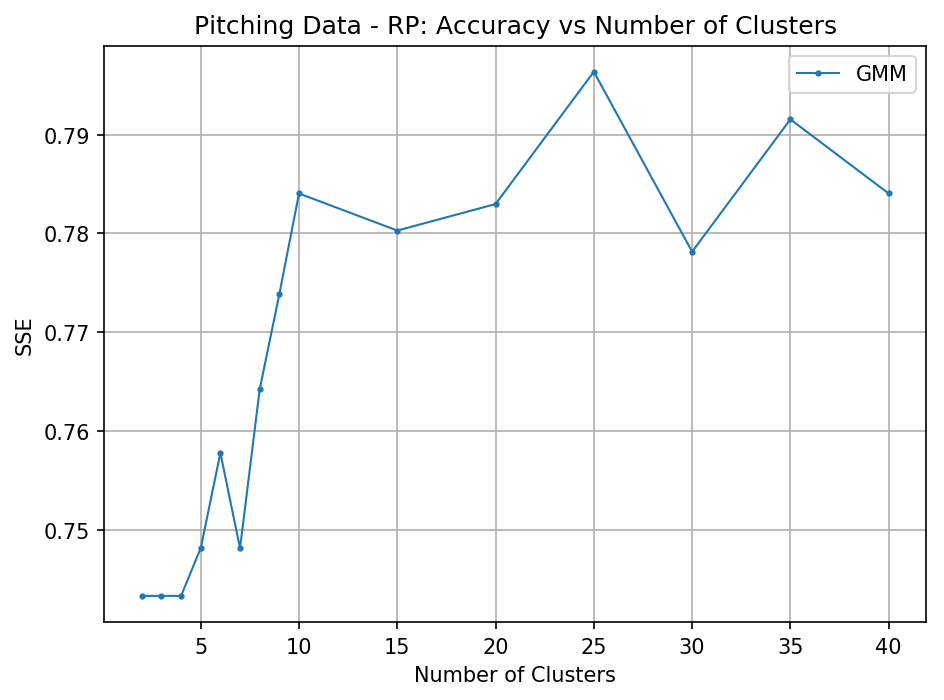 Pitching Data - RP: Accuracy vs Number of Clusters
GMM
SSE
0.79
0.78
0.77
0.76
0.75
5 10 15 20 25 30 35 40
Number of Clusters